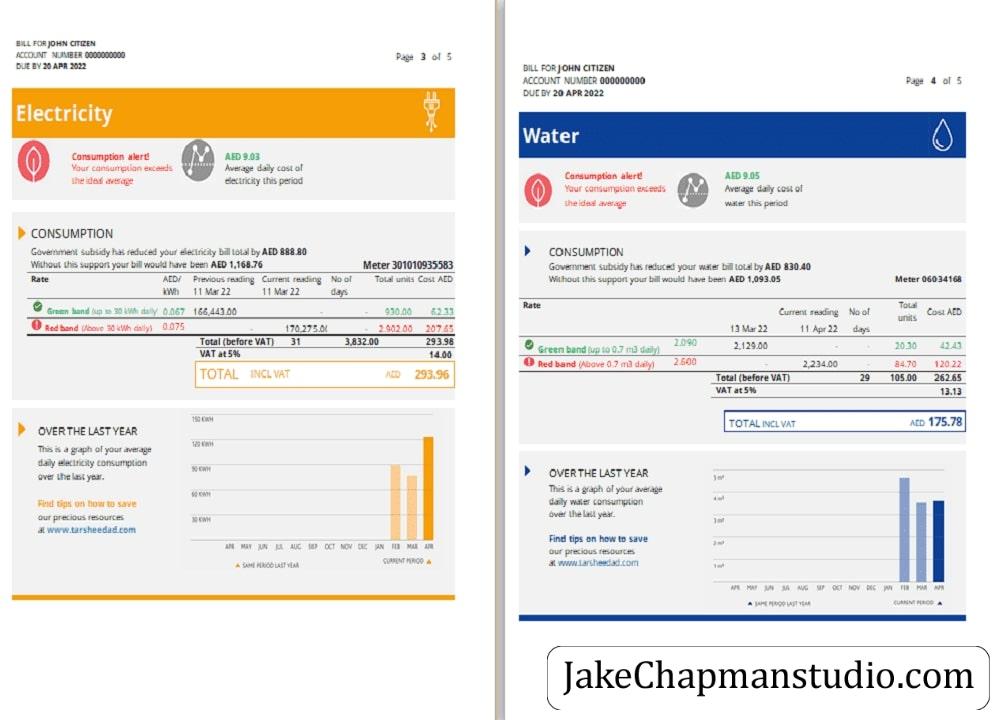 BILL FOR JOHN CITIZEN
ACCOUNT NUMBER 0000000000
DUE BY 20 APR 2022
Page 3 of 5
Electricity
Consumption alert!
Your consumption exceeds
the ideal average
AED 9.03
Average daily cost of
electricity this period
CONSUMPTION
Government subsidy has reduced your electricity bill total by AED 888.80
Without this support your bill would have been AED 1,168.76
Meter 301010935583
Rate AED/ Previous reading Current reading No of Total units Cost AED
kWh 11 Mar 22 11 Mar 22 days
Green band (up to 30 kWh daily) 0.067 166,443.00 - - 930.00 62.33
Red band (Above 30 kWh daily) 0.075 - 170,275.0( - 2,902.00 207.65
Total (before VAT) 31 3,832.00 293.98
VAT at 5% 14.00
TOTAL INCL VAT AED 293.96
OVER THE LAST YEAR
This is a graph of your average
daily electricity consumption
over the last year.
Find tips on how to save
our precious resources
at www.tarsheedad.com
150 KWH
120 KWH
90 KWH
60 KWH
30 KWH
APR MAY JUN JUL AUG SEP OCT NOV DEC JAN FEB MAR APR
SAME PERIOD LAST YEAR CURRENT PERIOD
BILL FOR JOHN CITIZEN
ACCOUNT NUMBER 000000000
DUE BY 20 APR 2022
Page 4 of 5
Water
Consumption alert!
Your consumption exceeds
the ideal average
AED 9.05
Average daily cost of
water this period
CONSUMPTION
Government subsidy has reduced your water bill total by AED 830.40
Without this support your bill would have been AED 1,093.05
Meter 06034168
Rate Current reading No of Total Cost AED
units
13 Mar 22 11 Apr 22 days
Green band (up to 0.7 m3 daily) 2.090 2,129.00 - - 20.30 42.43
Red band (Above 0.7 m3 daily) 2.600 - 2,234.00 - 84.70 120.22
Total (before VAT) 29 105.00 262.65
VAT at 5% 13.13
TOTAL INCL VAT AED 175.78
OVER THE LAST YEAR
This is a graph of your average
daily water consumption
over the last year.
Find tips on how to save
our precious resources
at www.tarsheedad.com
5 m³
4 m³
3 m³
2 m³
1 m³
APR MAY JUN JUL AUG SEP OCT NOV DEC JAN FEB MAR APR
SAME PERIOD LAST YEAR CURRENT PERIOD
JakeChapmanstudio.com